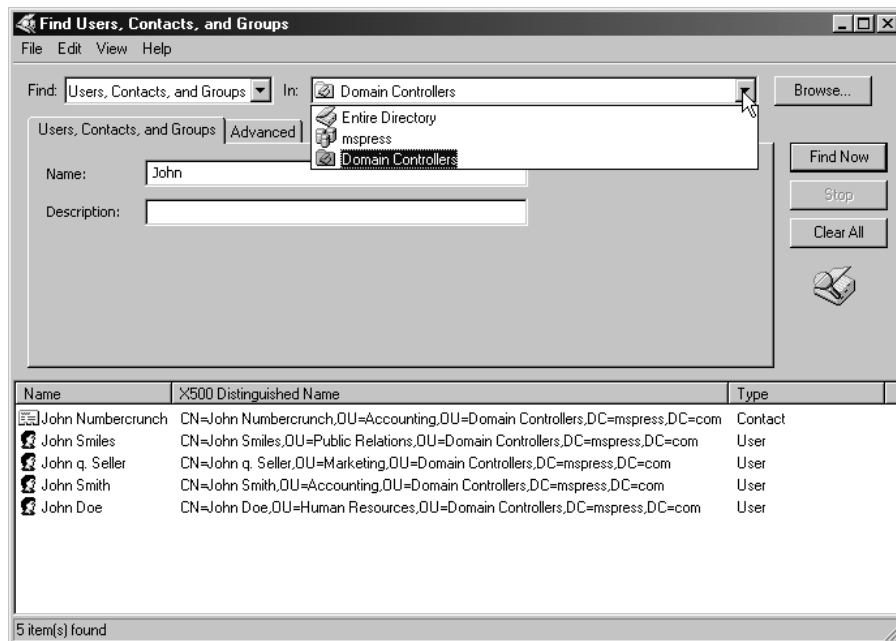 Find Users, Contacts, and Groups
File Edit View Help
Find: Users, Contacts, and Groups In: Domain Controllers Browse...
Entire Directory
mspress
Domain Controllers
Users, Contacts, and Groups Advanced
Name: John
Description:
Find Now
Stop
Clear All
Name X500 Distinguished Name Type
John Numbercrunch CN=John Numbercrunch,OU=Accounting,OU=Domain Controllers,DC=mspress,DC=com Contact
John Smiles CN=John Smiles,OU=Public Relations,OU=Domain Controllers,DC=mspress,DC=com User
John q. Seller CN=John q. Seller,OU=Marketing,OU=Domain Controllers,DC=mspress,DC=com User
John Smith CN=John Smith,OU=Accounting,OU=Domain Controllers,DC=mspress,DC=com User
John Doe CN=John Doe,OU=Human Resources,OU=Domain Controllers,DC=mspress,DC=com User
5 item(s) found